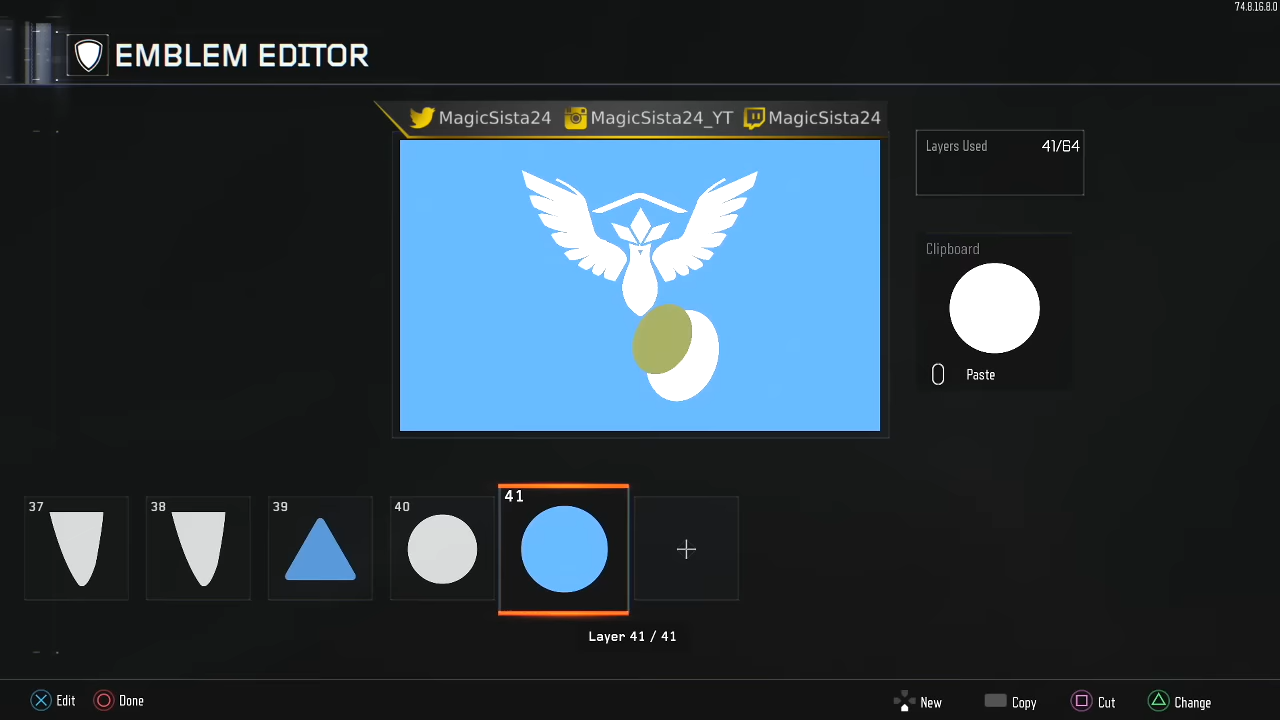 74.8.16.8.0
EMBLEM EDITOR
MagicSista24 MagicSista24_YT MagicSista24
Layers Used 41/64
Clipboard
Paste
37 38 39 40 41
Layer 41 / 41
Edit Done New Copy Cut Change